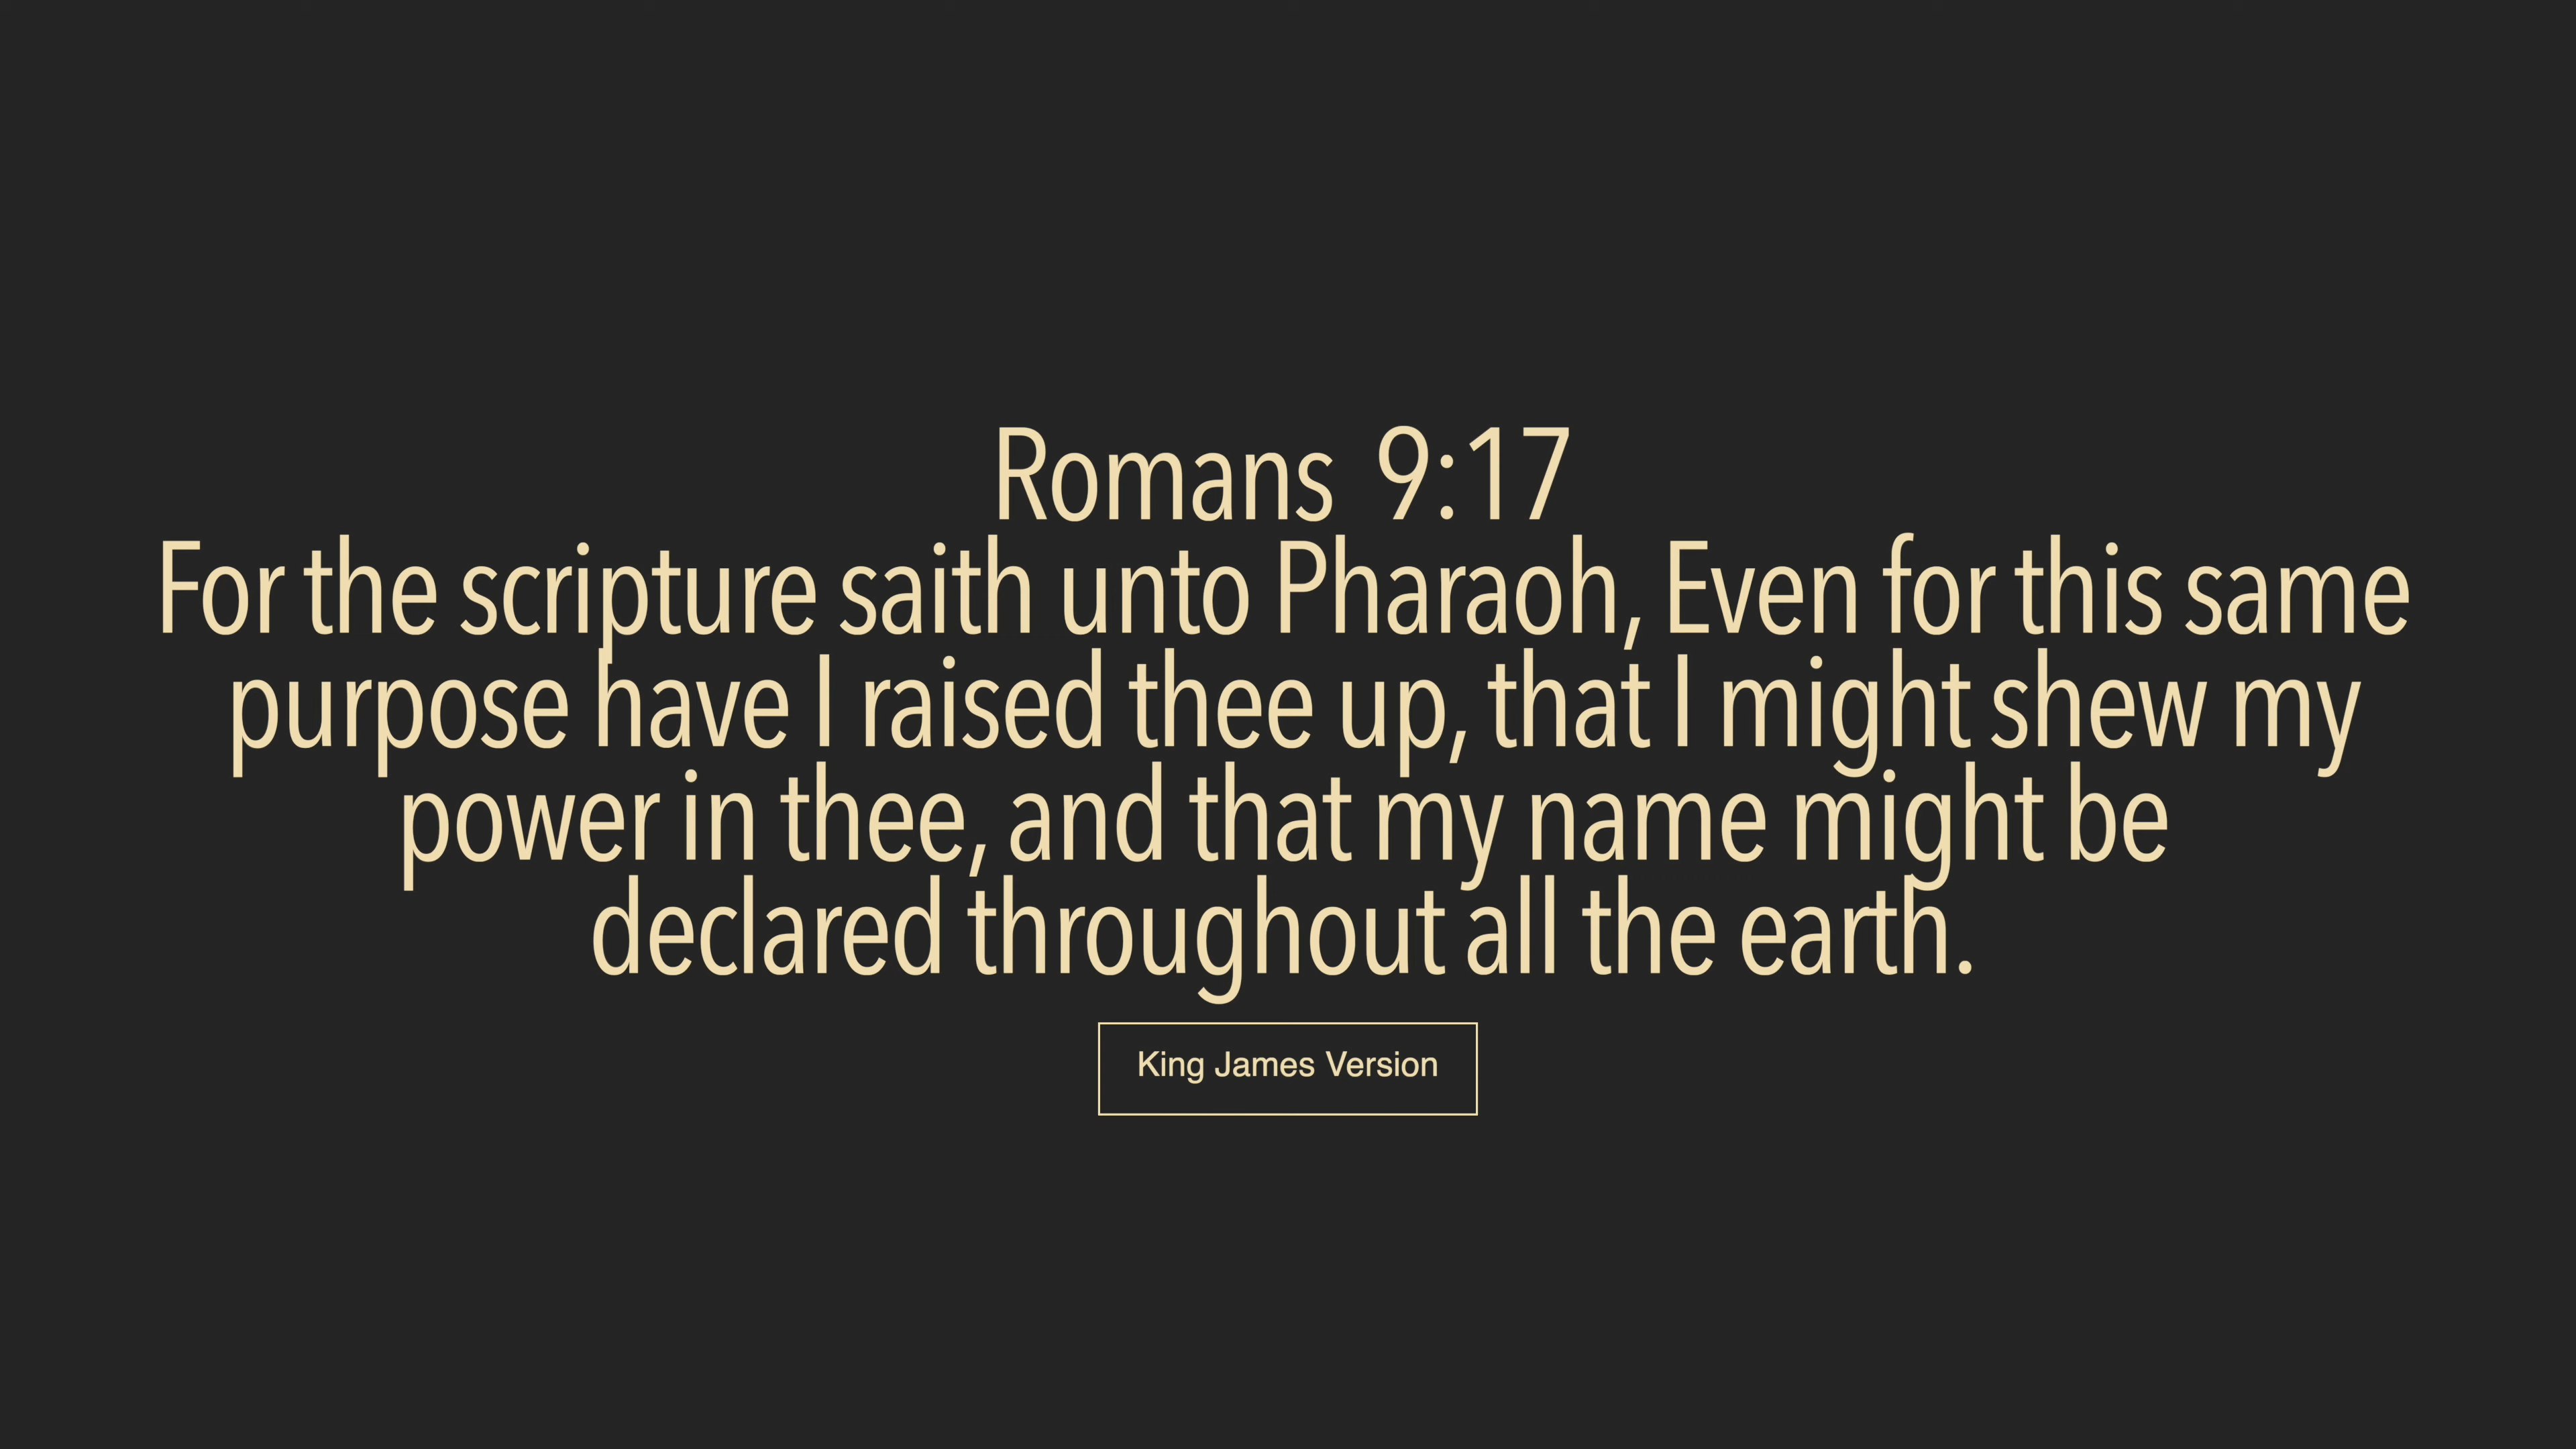 Romans 9:17
For the scripture saith unto Pharaoh, Even for this same
purpose have I raised thee up, that I might shew my
power in thee, and that my name might be
declared throughout all the earth.
King James Version